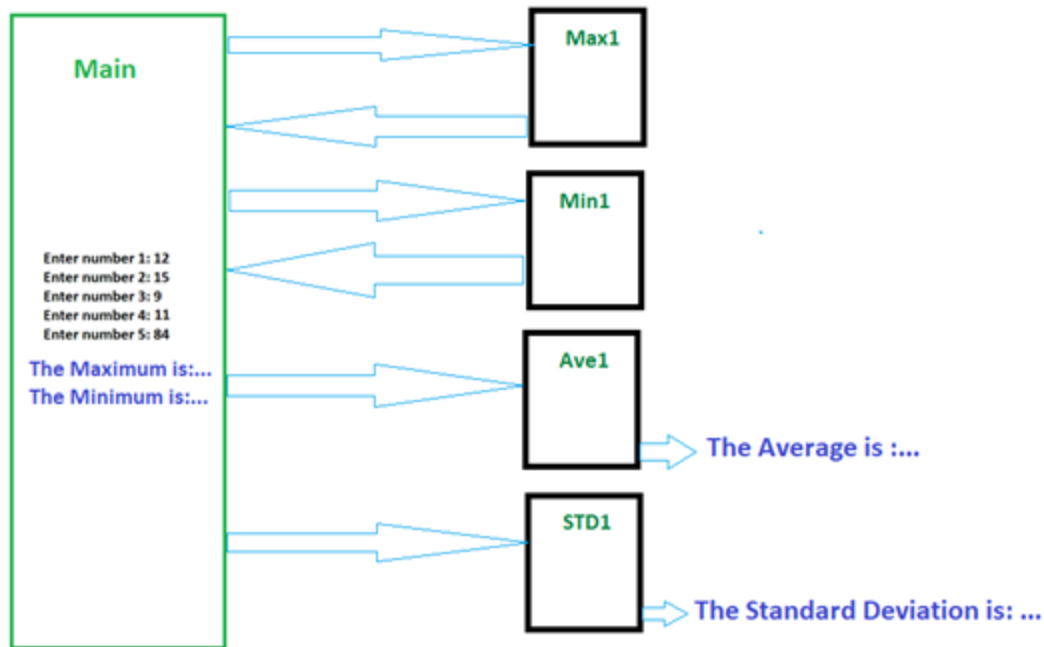 Main
Enter number 1: 12
Enter number 2: 15
Enter number 3: 9
Enter number 4: 11
Enter number 5: 84
The Maximum is:...
The Minimum is:...
Max1
Min1
Ave1
The Average is :...
STD1
The Standard Deviation is: ...